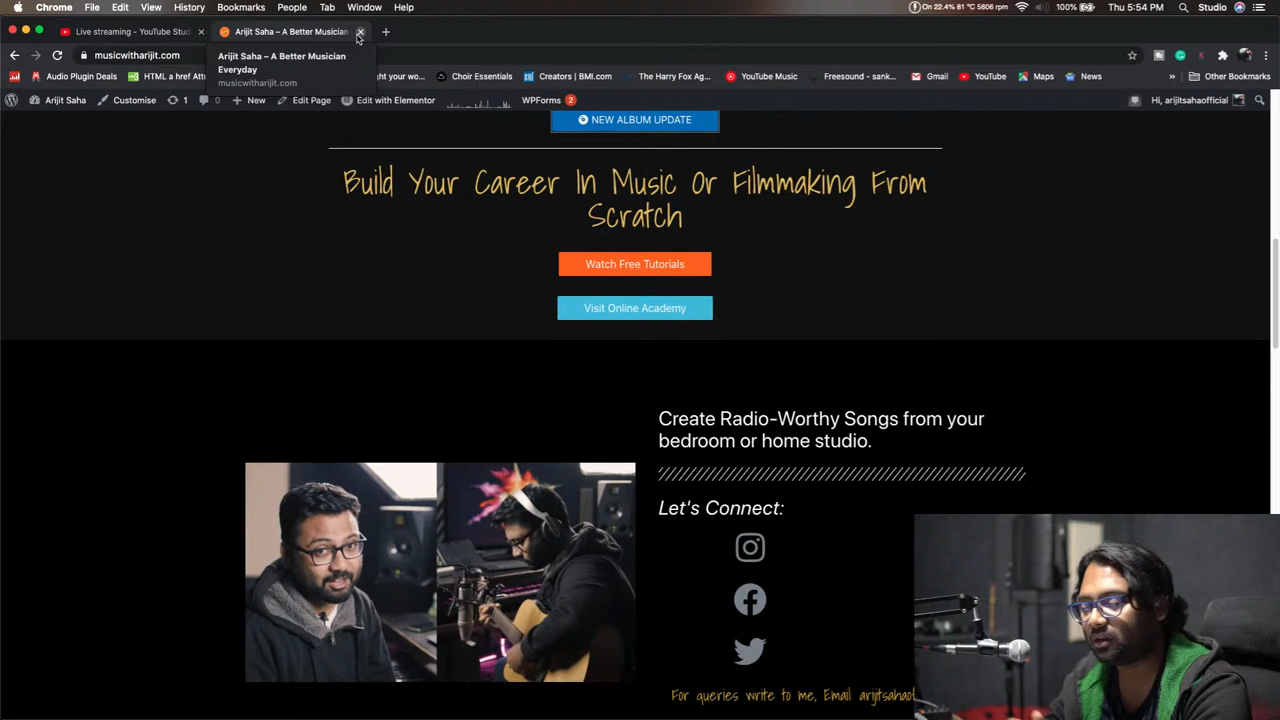 Chrome File Edit View History Bookmarks People Tab Window Help On 22.4% 81% 5606 rpm 100% Thu 5:54 PM Studio
Live streaming - YouTube Stud Arijit Saha – A Better Musician
musicwitharijit.com
Arijit Saha – A Better Musician
Everyday
musicwitharijit.com
Audio Plugin Deals HTML a href Attri ght your wo... Choir Essentials Creators | BMI.com The Harry Fox Ag... YouTube Music Freesound - sank... Gmail YouTube Maps News » Other Bookmarks
Arijit Saha Customise 1 0 New Edit Page Edit with Elementor WPForms 2 Hi, arijitsahaofficial
NEW ALBUM UPDATE
Build Your Career In Music Or Filmmaking From
Scratch
Watch Free Tutorials
Visit Online Academy
Create Radio-Worthy Songs from your
bedroom or home studio.
Let's Connect:
For queries write to me, Email: arijitsahaof